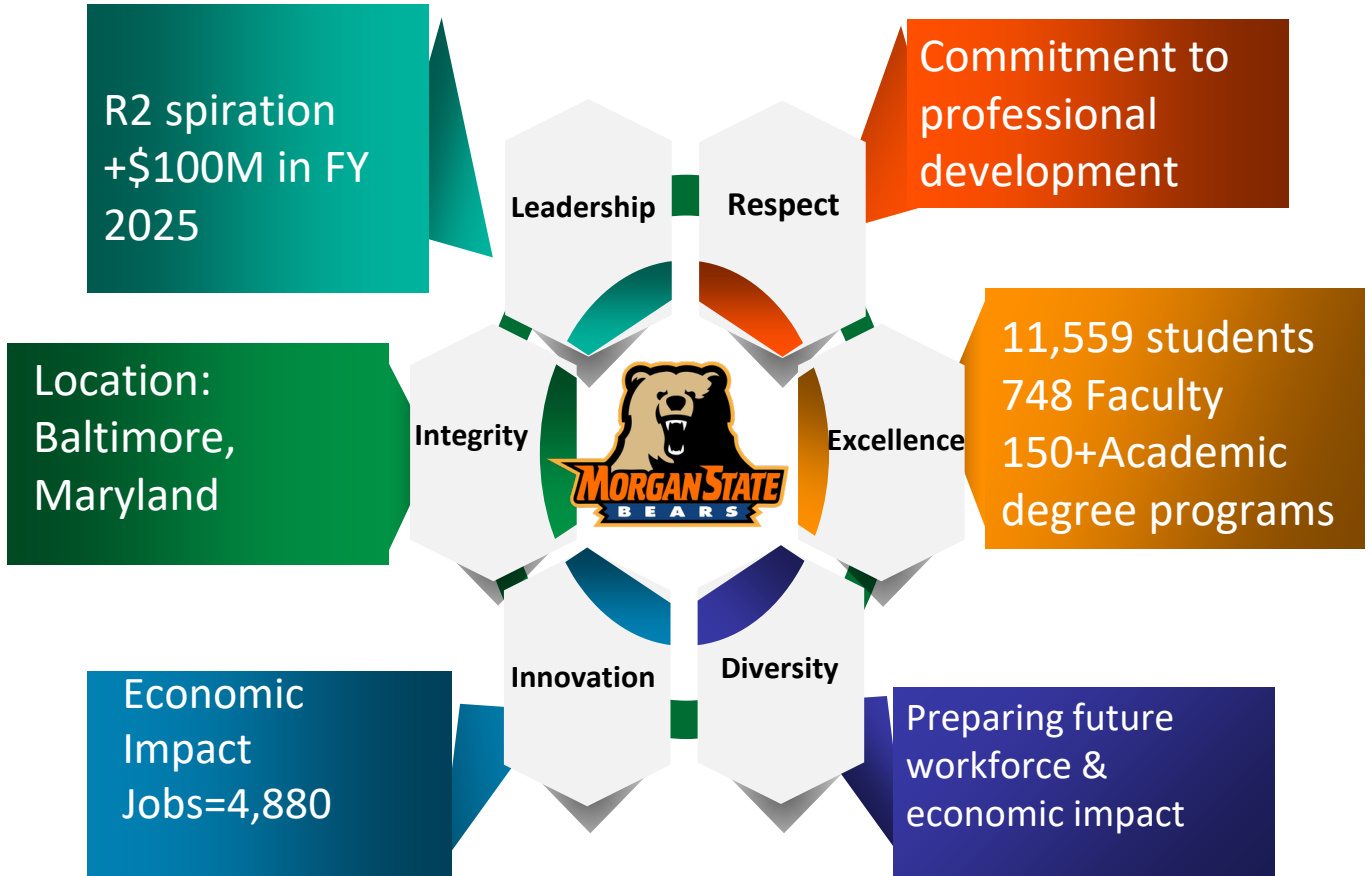 R2 spiration
+$100M in FY
2025
Leadership
Respect
Commitment to
professional
development
Location:
Baltimore,
Maryland
Integrity
MORGAN STATE
BEARS
Excellence
11,559 students
748 Faculty
150+Academic
degree programs
Economic
Impact
Jobs=4,880
Innovation
Diversity
Preparing future
workforce &
economic impact